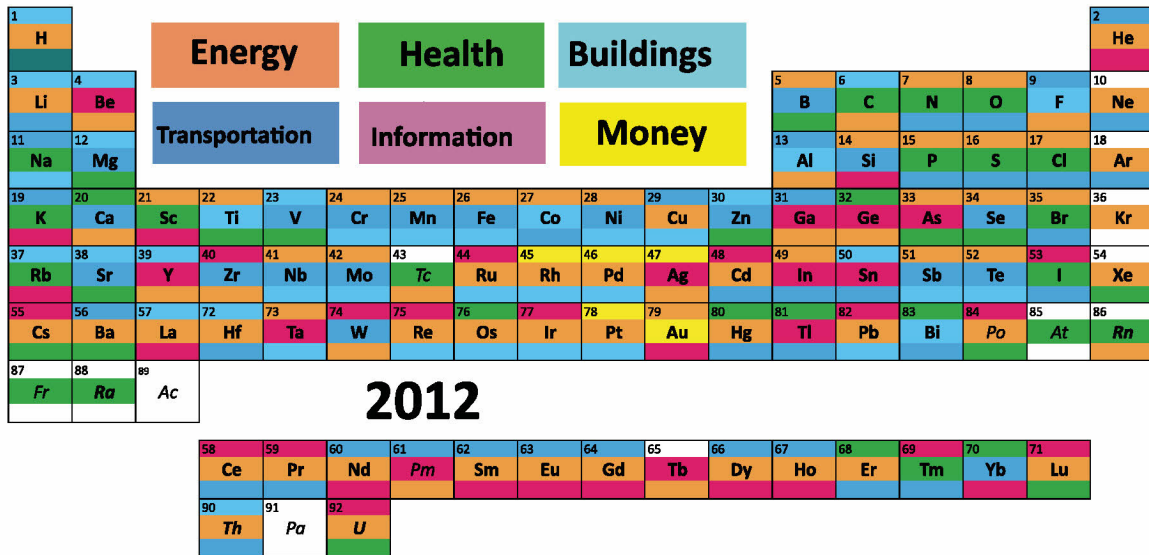 1 2
H Energy Health Buildings He
3 4 5 6 7 8 9 10
Li Be Transportation Information Money B C N O F Ne
11 12 13 14 15 16 17 18
Na Mg Al Si P S Cl Ar
19 20 21 22 23 24 25 26 27 28 29 30 31 32 33 34 35 36
K Ca Sc Ti V Cr Mn Fe Co Ni Cu Zn Ga Ge As Se Br Kr
37 38 39 40 41 42 43 44 45 46 47 48 49 50 51 52 53 54
Rb Sr Y Zr Nb Mo Tc Ru Rh Pd Ag Cd In Sn Sb Te I Xe
55 56 57 72 73 74 75 76 77 78 79 80 81 82 83 84 85 86
Cs Ba La Hf Ta W Re Os Ir Pt Au Hg Tl Pb Bi Po At Rn
87 88 89
Fr Ra Ac
2012
58 59 60 61 62 63 64 65 66 67 68 69 70 71
Ce Pr Nd Pm Sm Eu Gd Tb Dy Ho Er Tm Yb Lu
90 91 92
Th Pa U